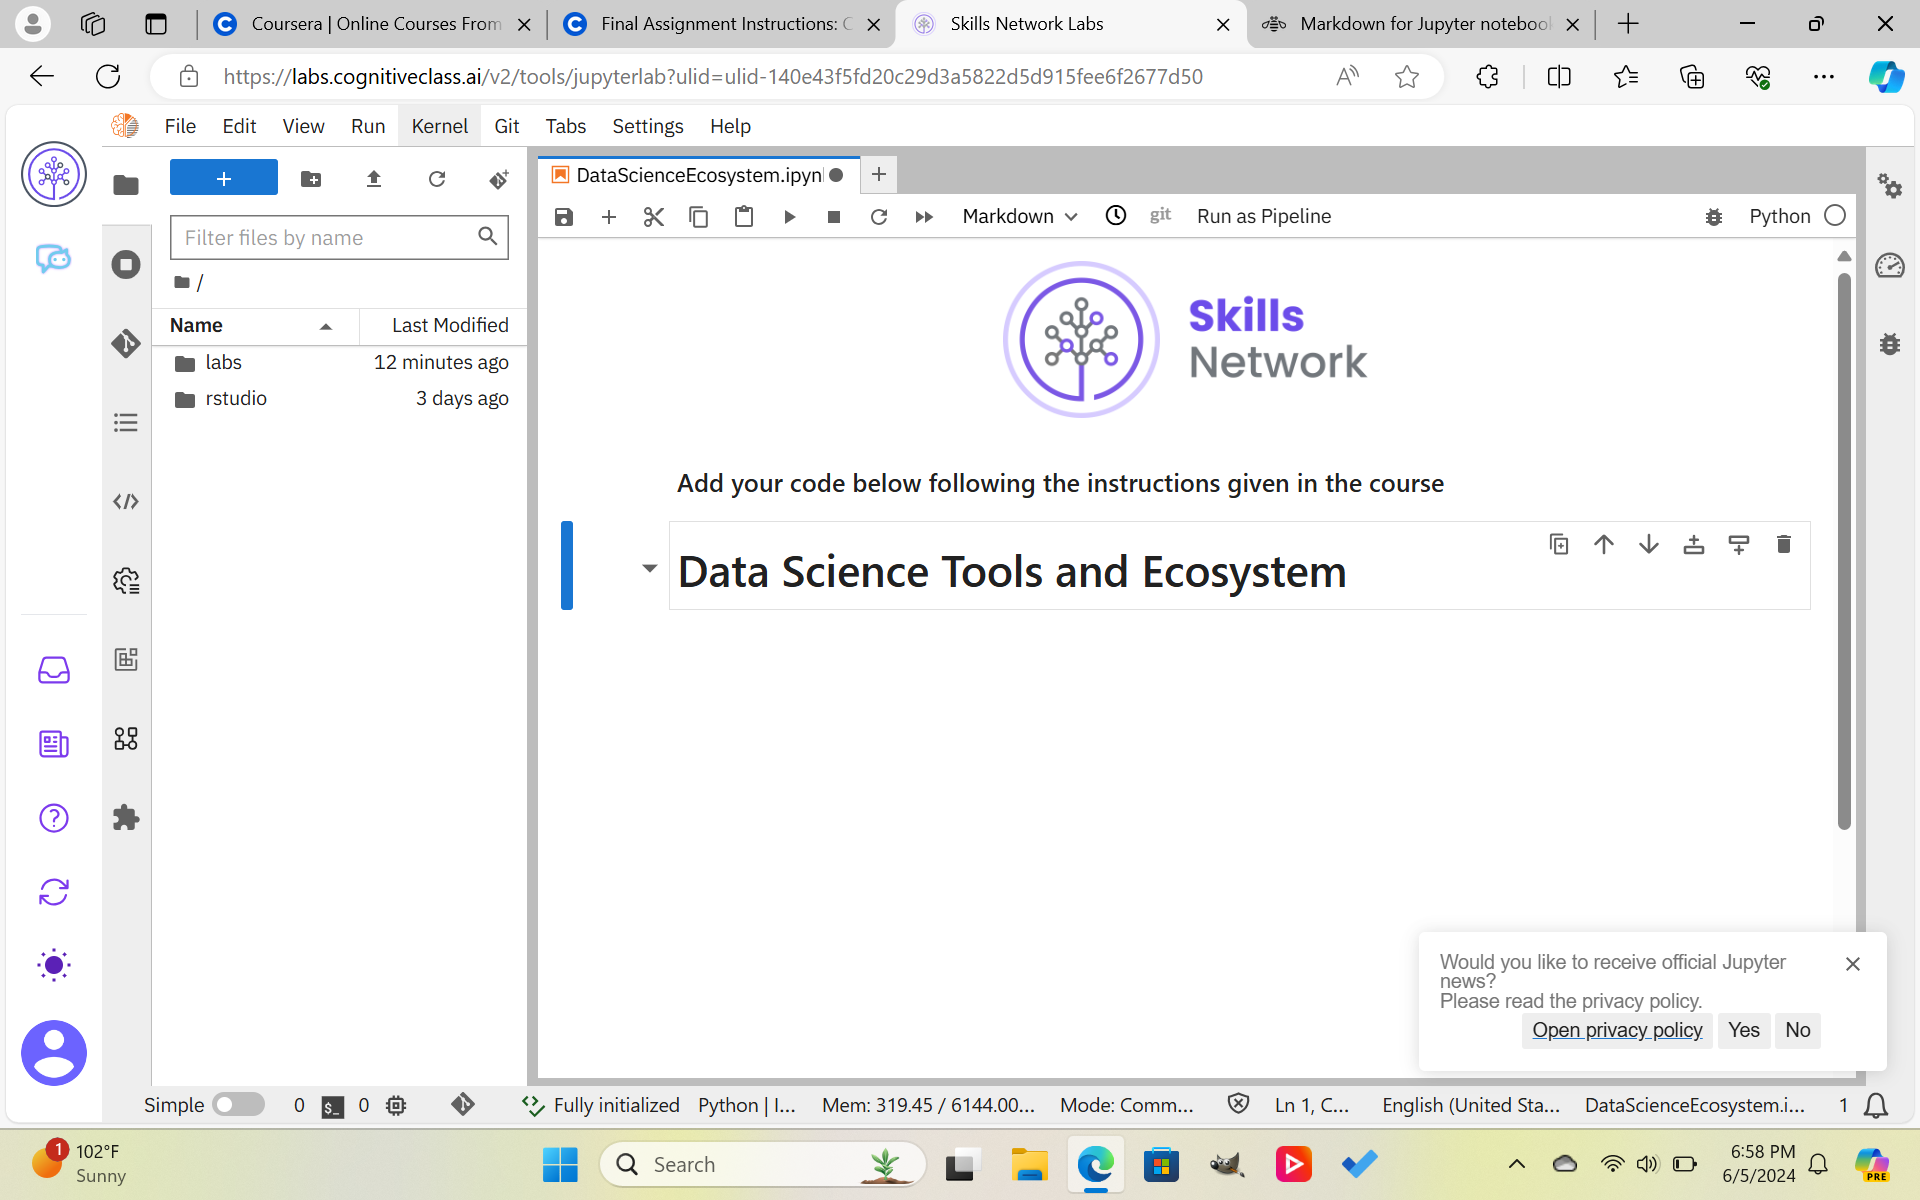 Coursera | Online Courses From
Final Assignment Instructions: C
Skills Network Labs
Markdown for Jupyter notebook
https://labs.cognitiveclass.ai/v2/tools/jupyterlab?ulid=ulid-140e43f5fd20c29d3a5822d5d915fee6f2677d50
File Edit View Run Kernel Git Tabs Settings Help
DataScienceEcosystem.ipynb
Markdown
git
Run as Pipeline
Python
Filter files by name
/
Name Last Modified
labs 12 minutes ago
rstudio 3 days ago
Skills
Network
Add your code below following the instructions given in the course
Data Science Tools and Ecosystem
Would you like to receive official Jupyter
news?
Please read the privacy policy.
Open privacy policy Yes No
Simple 0 $_ 0 Fully initialized Python | I... Mem: 319.45 / 6144.00... Mode: Comm... Ln 1, C... English (United Sta... DataScienceEcosystem.i... 1
1
102°F
Sunny
Search
6:58 PM
6/5/2024
PRE